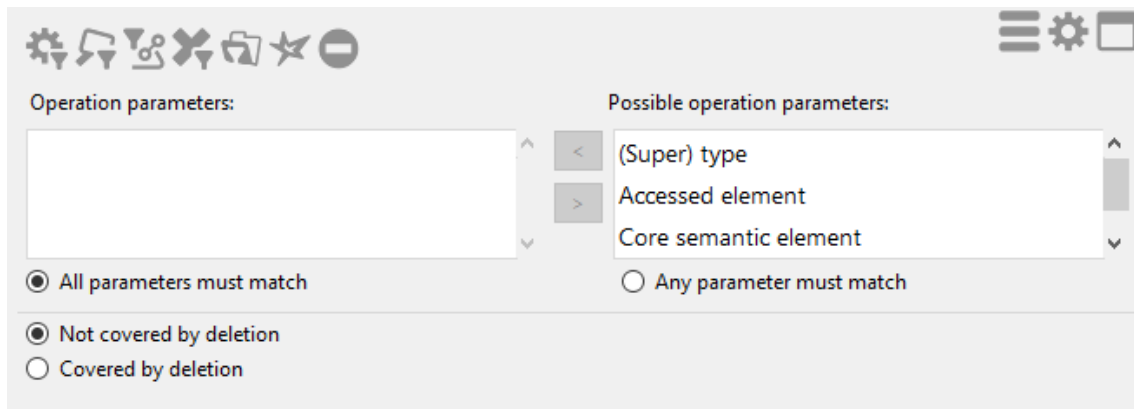 Operation parameters:
Possible operation parameters:
<
(Super) type
Accessed element
>
Core semantic element
All parameters must match
Any parameter must match
Not covered by deletion
Covered by deletion